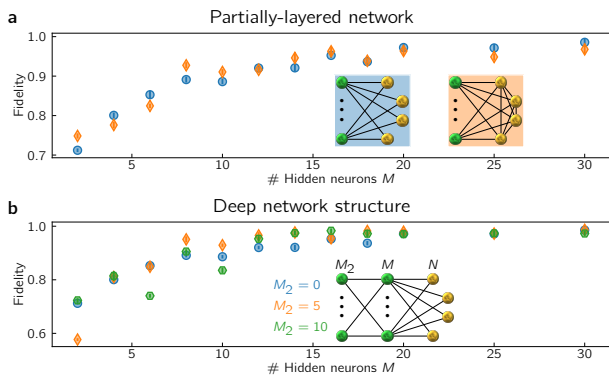 a
Partially-layered network
1.0
0.9
0.8
0.7
Fidelity
5
10
15
20
25
30
# Hidden neurons M
b
Deep network structure
1.0
0.8
0.6
Fidelity
M₂ = 0
M₂ = 5
M₂ = 10
M₂
M
N
5
10
15
20
25
30
# Hidden neurons M